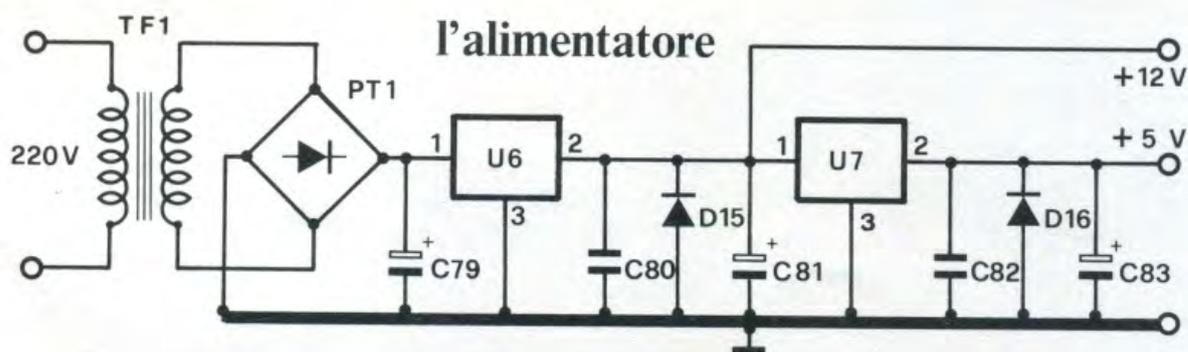 l'alimentatore
TF1
PT1
220V
1
U6
2
3
+
C79
C80
D15
+
C81
1
U7
2
3
C82
D16
+
C83
+12V
+5 V